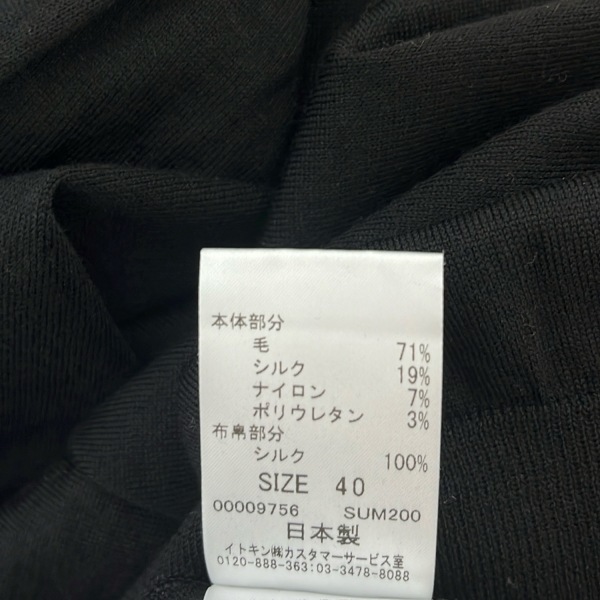 本体部分
毛 71%
シルク 19%
ナイロン 7%
ポリウレタン 3%
布帛部分
シルク 100%
SIZE 40
00009756 SUM200
日本製
イトキン㈱カスタマーサービス室
0120-888-363:03-3478-8088